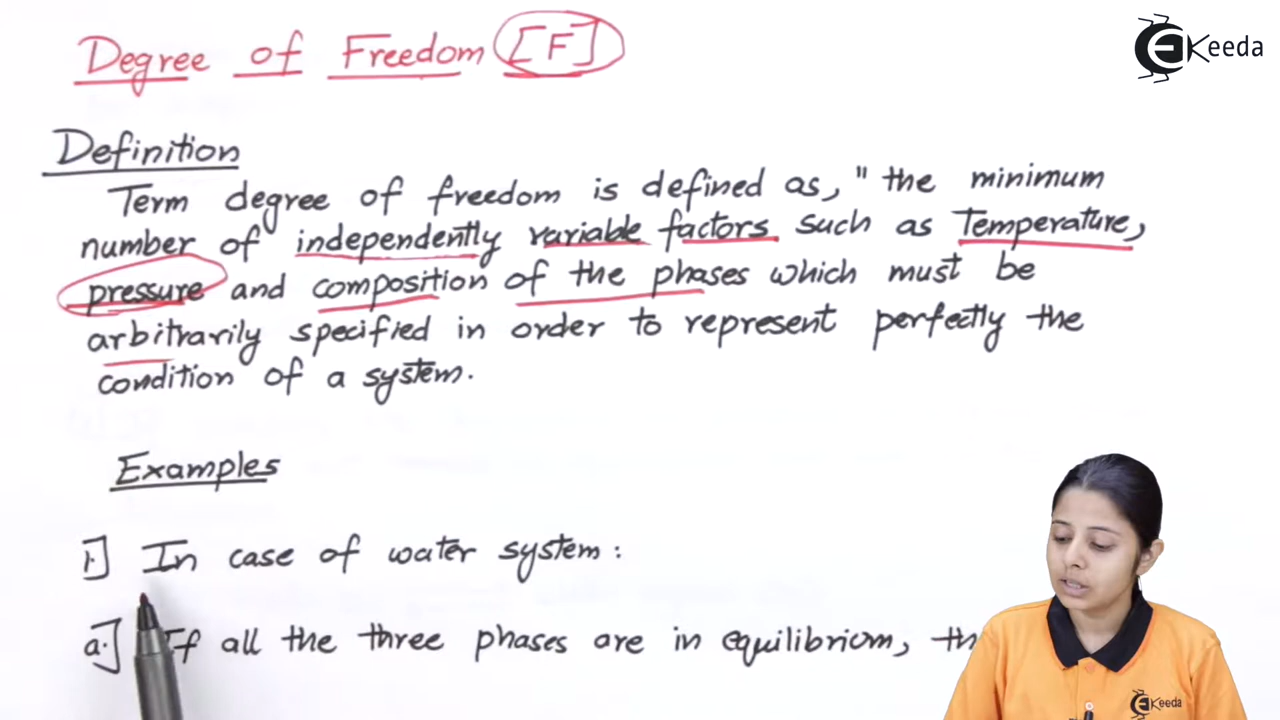 Degree of Freedom [F]
EKeeda
Definition
Term degree of freedom is defined as, "the minimum
number of independently variable factors such as Temperature,
pressure and composition of the phases which must be
arbitrarily specified in order to represent perfectly the
condition of a system.
Examples
1.] In case of water system:
a.] If all the three phases are in equilibrium, th
EKeeda